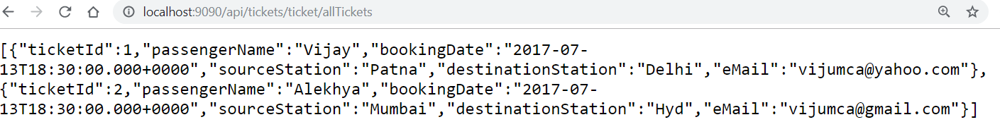 localhost:9090/api/tickets/ticket/allTickets
[{"ticketId":1,"passengerName":"Vijay","bookingDate":"2017-07-
13T18:30:00.000+0000","sourceStation":"Patna","destinationStation":"Delhi","eMail":"vijumca@yahoo.com"},
{"ticketId":2,"passengerName":"Alekhya","bookingDate":"2017-07-
13T18:30:00.000+0000","sourceStation":"Mumbai","destinationStation":"Hyd","eMail":"vijumca@gmail.com"}]